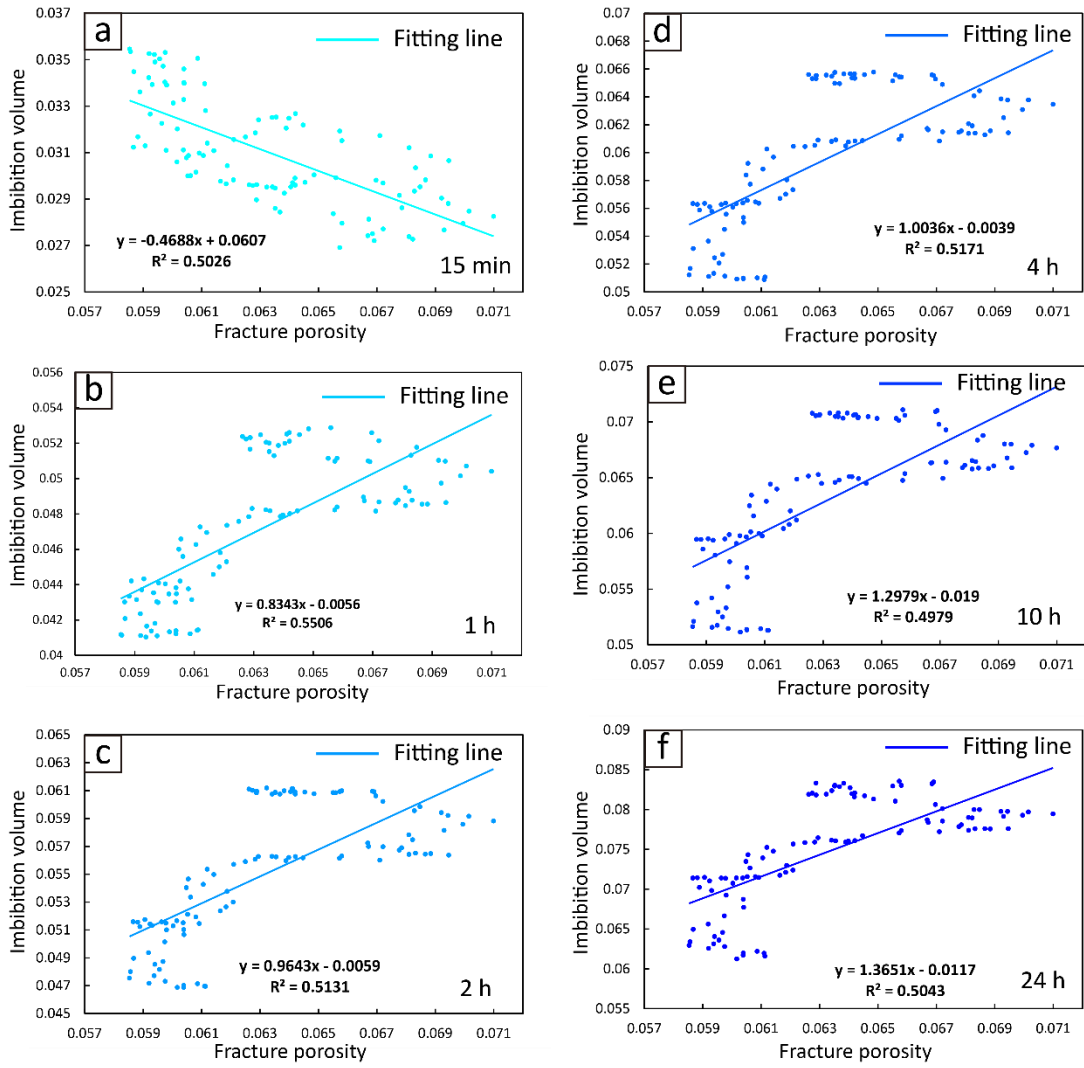 a
Fitting line
Imbibition volume
0.037
0.035
0.033
0.031
0.029
0.027
0.025
y = -0.4688x + 0.0607
R² = 0.5026
15 min
0.057 0.059 0.061 0.063 0.065 0.067 0.069 0.071
Fracture porosity
b
Fitting line
Imbibition volume
0.056
0.054
0.052
0.05
0.048
0.046
0.044
0.042
0.04
y = 0.8343x - 0.0056
R² = 0.5506
1 h
0.057 0.059 0.061 0.063 0.065 0.067 0.069 0.071
Fracture porosity
c
Fitting line
Imbibition volume
0.065
0.063
0.061
0.059
0.057
0.055
0.053
0.051
0.049
0.047
0.045
y = 0.9643x - 0.0059
R² = 0.5131
2 h
0.057 0.059 0.061 0.063 0.065 0.067 0.069 0.071
Fracture porosity
d
Fitting line
Imbibition volume
0.07
0.068
0.066
0.064
0.062
0.06
0.058
0.056
0.054
0.052
0.05
y = 1.0036x - 0.0039
R² = 0.5171
4 h
0.057 0.059 0.061 0.063 0.065 0.067 0.069 0.071
Fracture porosity
e
Fitting line
Imbibition volume
0.075
0.07
0.065
0.06
0.055
0.05
y = 1.2979x - 0.019
R² = 0.4979
10 h
0.057 0.059 0.061 0.063 0.065 0.067 0.069 0.071
Fracture porosity
f
Fitting line
Imbibition volume
0.09
0.085
0.08
0.075
0.07
0.065
0.06
0.055
y = 1.3651x - 0.0117
R² = 0.5043
24 h
0.057 0.059 0.061 0.063 0.065 0.067 0.069 0.071
Fracture porosity